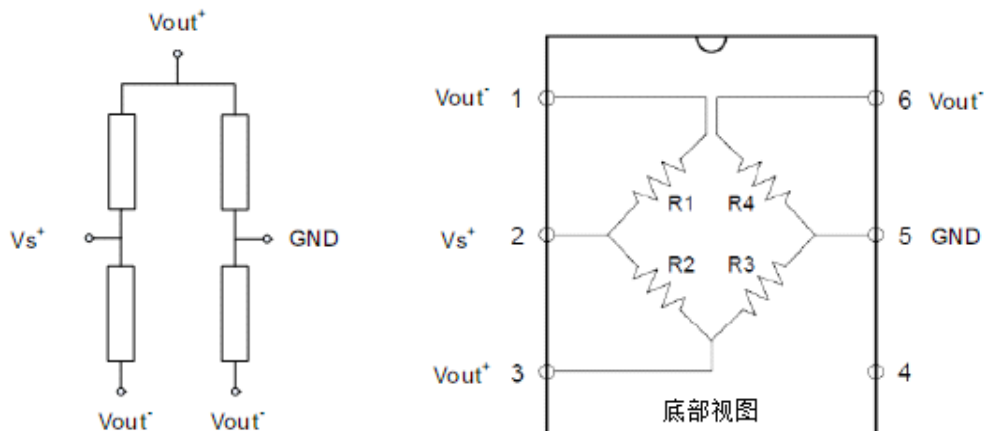 Vout⁺
Vs⁺
GND
Vout⁻ Vout⁻
Vout⁻ 1
6 Vout⁻
R1 R4
Vs⁺ 2
5 GND
R2 R3
Vout⁺ 3
4
底部视图